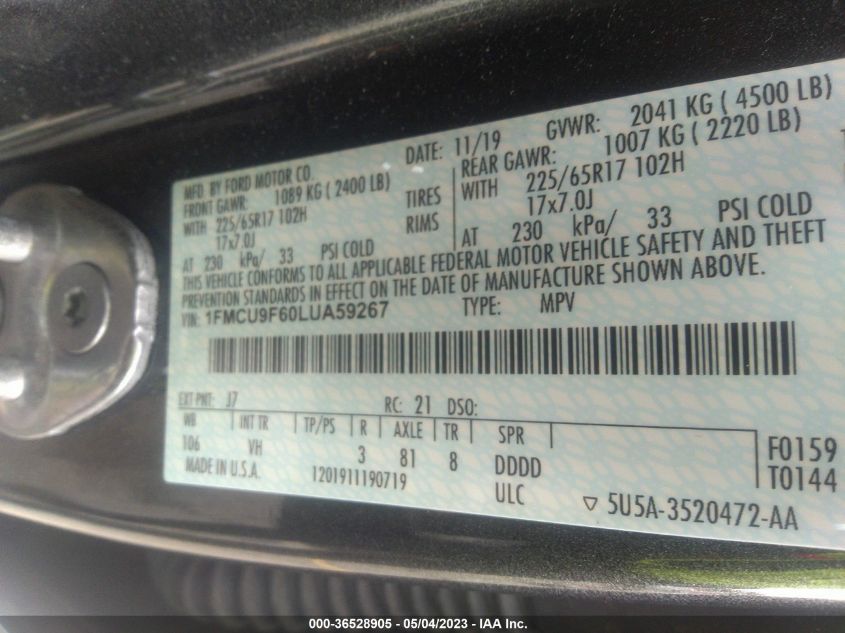 MFD. BY FORD MOTOR CO.
DATE: 11/19 GVWR: 2041 KG ( 4500 LB)
FRONT GAWR: 1089 KG ( 2400 LB) REAR GAWR: 1007 KG ( 2220 LB)
WITH 225/65R17 102H TIRES WITH 225/65R17 102H
17x7.0J RIMS 17x7.0J
AT 230 kPa/ 33 PSI COLD AT 230 kPa/ 33 PSI COLD
THIS VEHICLE CONFORMS TO ALL APPLICABLE FEDERAL MOTOR VEHICLE SAFETY AND THEFT
PREVENTION STANDARDS IN EFFECT ON THE DATE OF MANUFACTURE SHOWN ABOVE.
VIN: 1FMCU9F60LUA59267 TYPE: MPV
EXT PNT: J7 RC: 21 DSO:
WB INT TR TP/PS R AXLE TR SPR
106 VH 3 81 8 DDDD F0159
MADE IN U.S.A. 1201911190719 ULC T0144
▽ 5U5A-3520472-AA
000-36528905 - 05/04/2023 - IAA Inc.